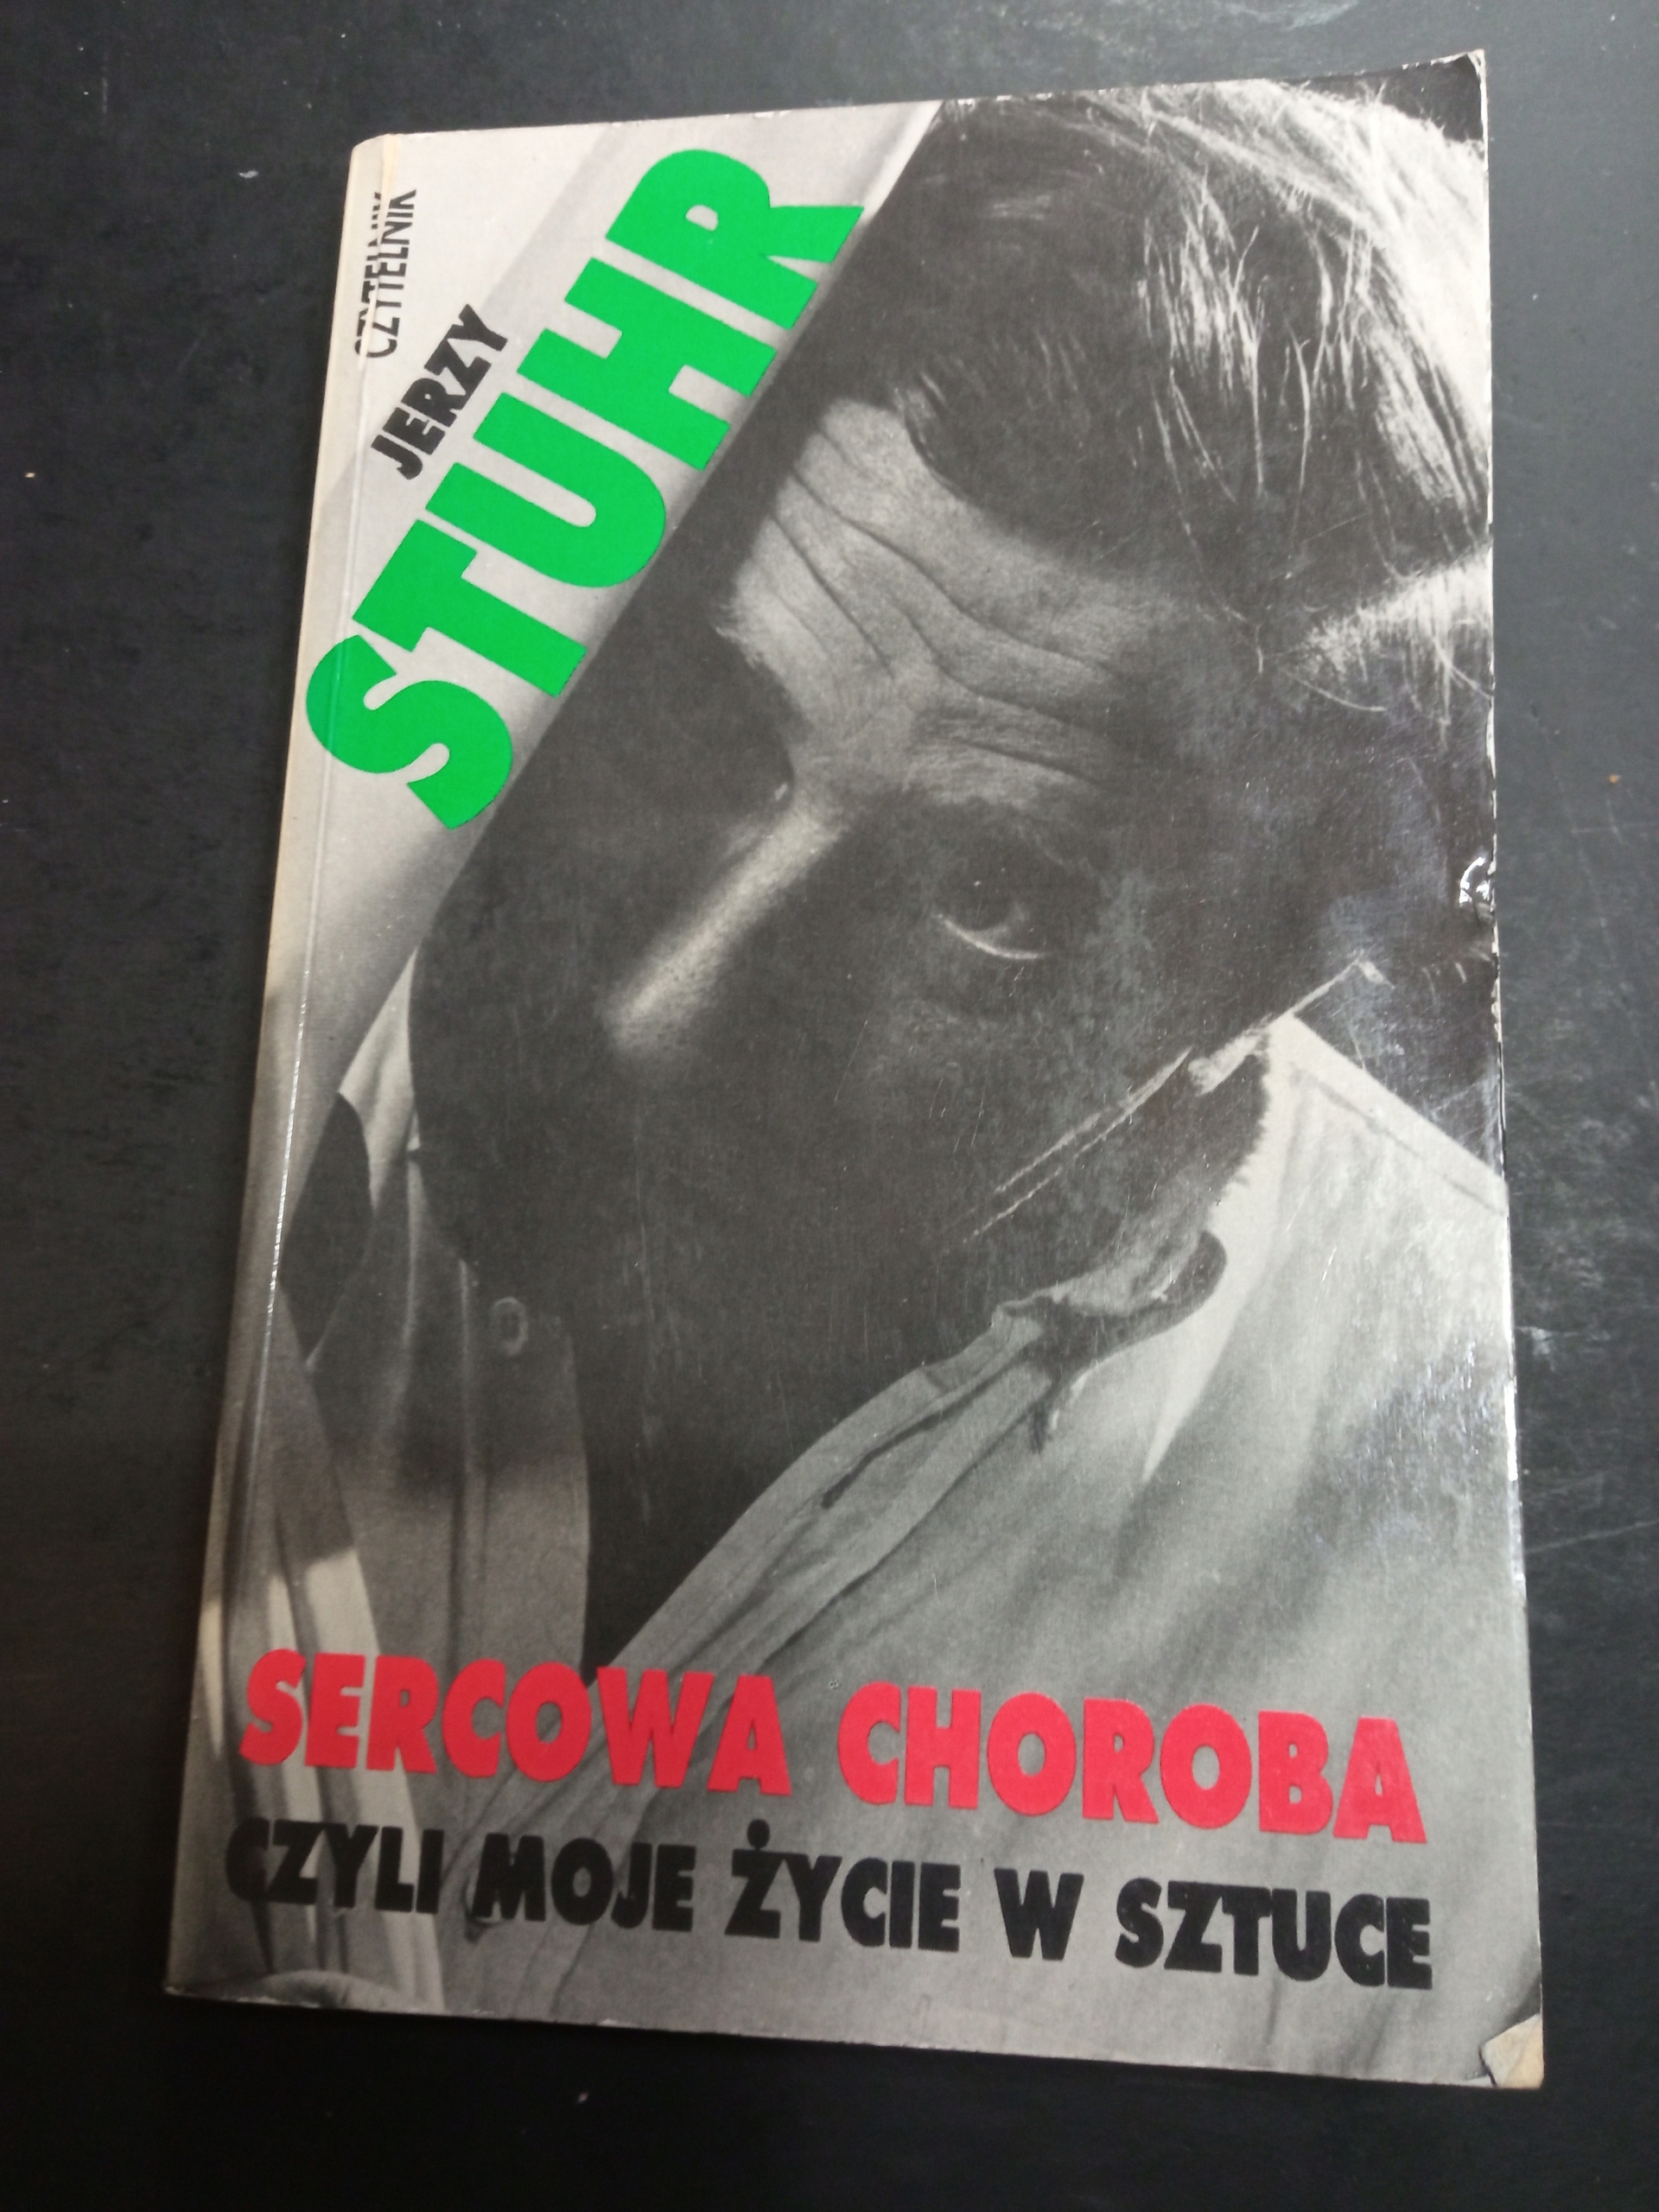 CZYTELNIK
JERZY
STUHR
SERCOWA CHOROBA
CZYLI MOJE ŻYCIE W SZTUCE